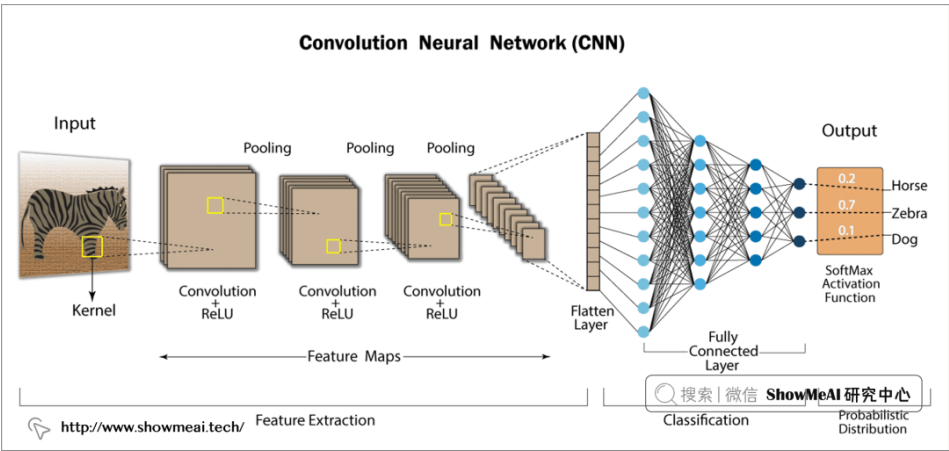 Convolution Neural Network (CNN)
Input
Output
Pooling
Pooling
Pooling
0.2
Horse
0.7
Zebra
0.1
Dog
Kernel
Convolution
+
ReLU
Convolution
+
ReLU
Convolution
+
ReLU
Flatten
Layer
SoftMax
Activation
Function
Feature Maps
Fully
Connected
Layer
搜索 | 微信 ShowMeAI 研究中心
Feature Extraction
Classification
Probabilistic
Distribution
http://www.showmeai.tech/